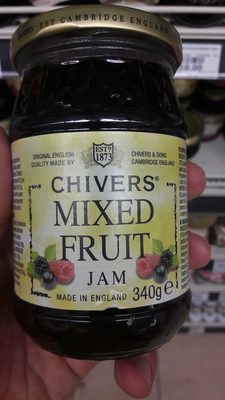 EST CAMBRIDGE ENGLAND
ORIGINAL ENGLISH
QUALITY MADE BY
ESTD
1873
CHIVERS & SONS
CAMBRIDGE ENGLAND
CHIVERS®
MIXED
FRUIT
JAM
MADE IN ENGLAND 340g e